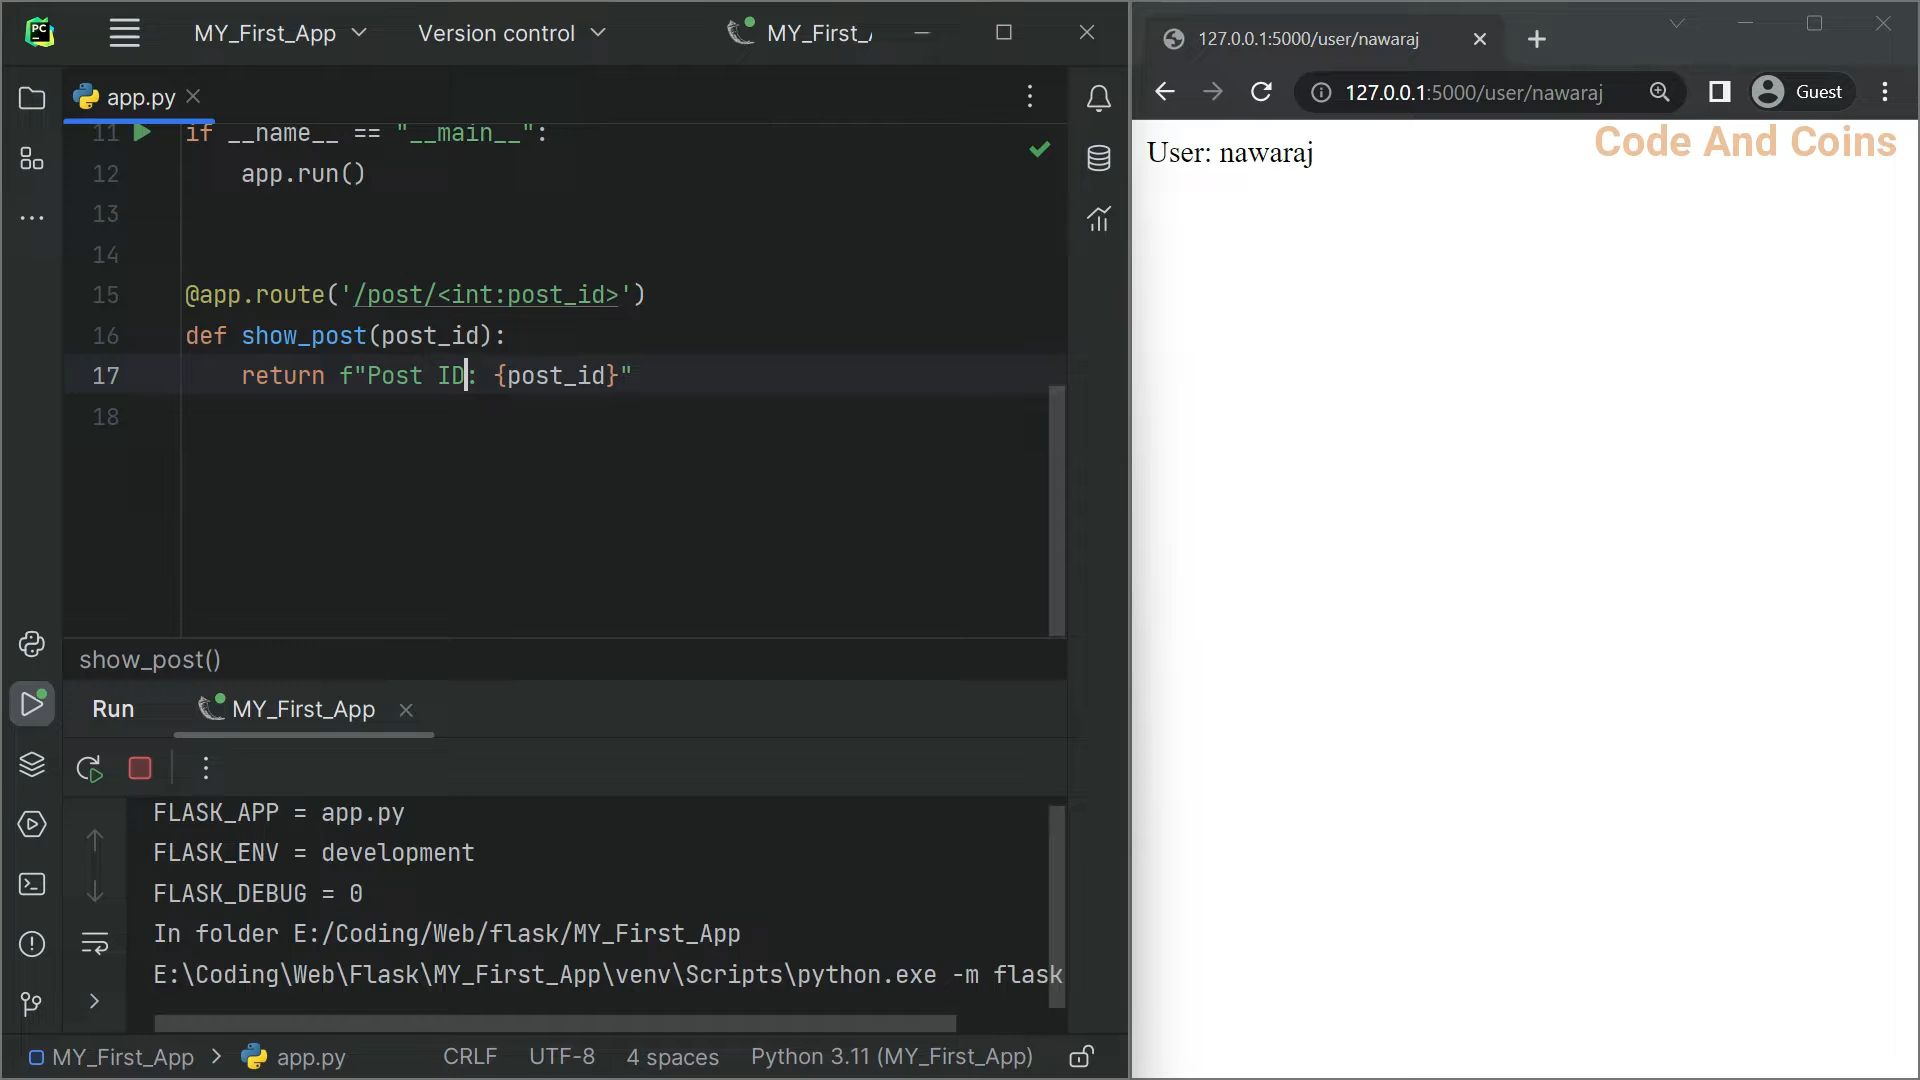 PC
MY_First_App
Version control
MY_First_
app.py
11 if __name__ == "__main__":
12 app.run()
13
14
15 @app.route('/post/<int:post_id>')
16 def show_post(post_id):
17 return f"Post ID: {post_id}"
18
show_post()
Run
MY_First_App
FLASK_APP = app.py
FLASK_ENV = development
FLASK_DEBUG = 0
In folder E:/Coding/Web/flask/MY_First_App
E:\Coding\Web\Flask\MY_First_App\venv\Scripts\python.exe -m flask
MY_First_App > app.py
CRLF
UTF-8
4 spaces
Python 3.11 (MY_First_App)
127.0.0.1:5000/user/nawaraj
127.0.0.1:5000/user/nawaraj
Guest
Code And Coins
User: nawaraj